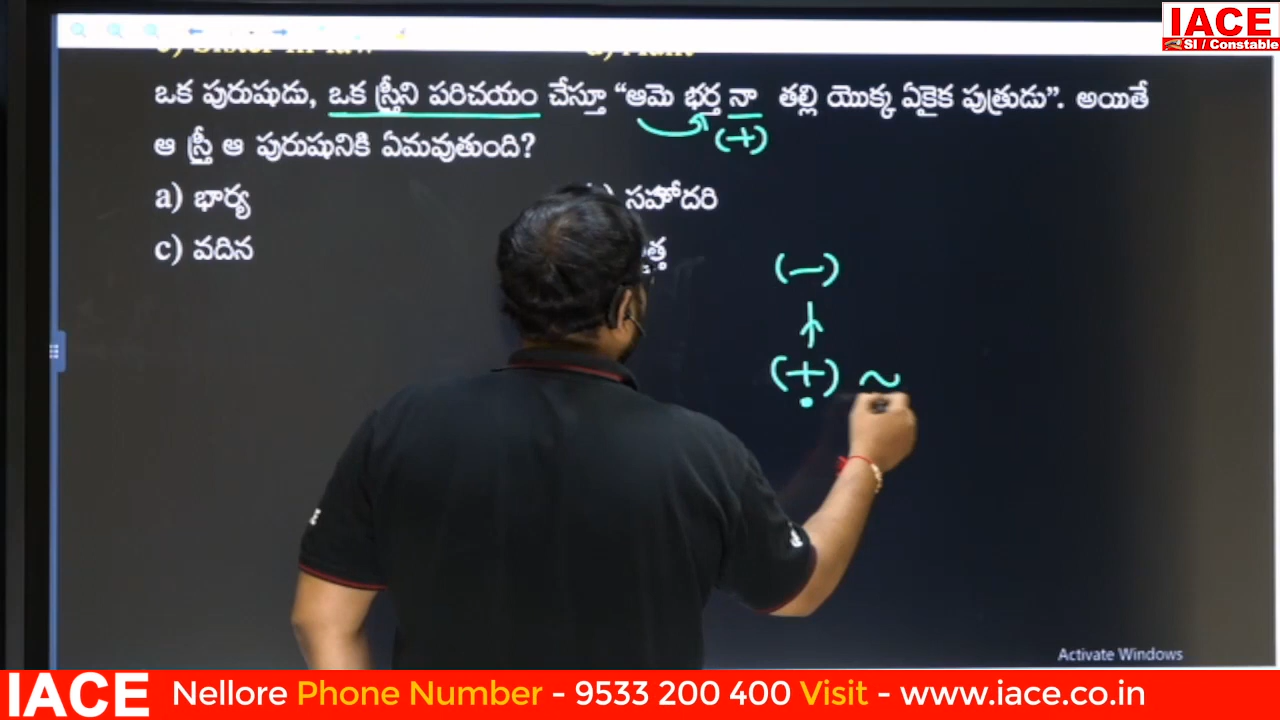 IACE
SI / Constable
ఒక పురుషుడు, ఒక స్త్రీని పరిచయం చేస్తూ “ఆమె భర్త నా తల్లి యొక్క ఏకైక పుత్రుడు”. అయితే
(+)
ఆ స్త్రీ ఆ పురుషునికి ఏమవుతుంది?
a) భార్య
) సహోదరి
c) వదిన
(−)
(+) ~
Activate Windows
IACE Nellore Phone Number - 9533 200 400 Visit - www.iace.co.in